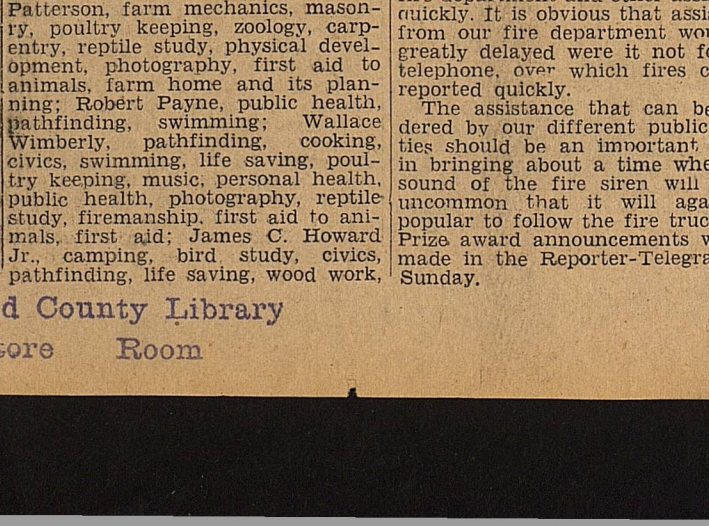 Patterson, farm mechanics, mason-
ry, poultry keeping, zoology, carp-
entry, reptile study, physical devel-
opment, photography, first aid to
animals, farm home and its plan-
ning; Robert Payne, public health,
pathfinding, swimming; Wallace
Wimberly, pathfinding, cooking,
civics, swimming, life saving, poul-
try keeping, music, personal health,
public health, photography, reptile
study, firemanship. first aid to ani-
mals, first aid; James C. Howard
Jr., camping, bird study, civics,
pathfinding, life saving, wood work,
quickly. It is obvious that assi
from our fire department wou
greatly delayed were it not fo
telephone, over which fires c
reported quickly.
The assistance that can be
dered by our different public
ties should be an important
in bringing about a time whe
sound of the fire siren will
uncommon that it will aga
popular to follow the fire truc
Prize award announcements w
made in the Reporter-Telegra
Sunday.
d County Library
ore Room